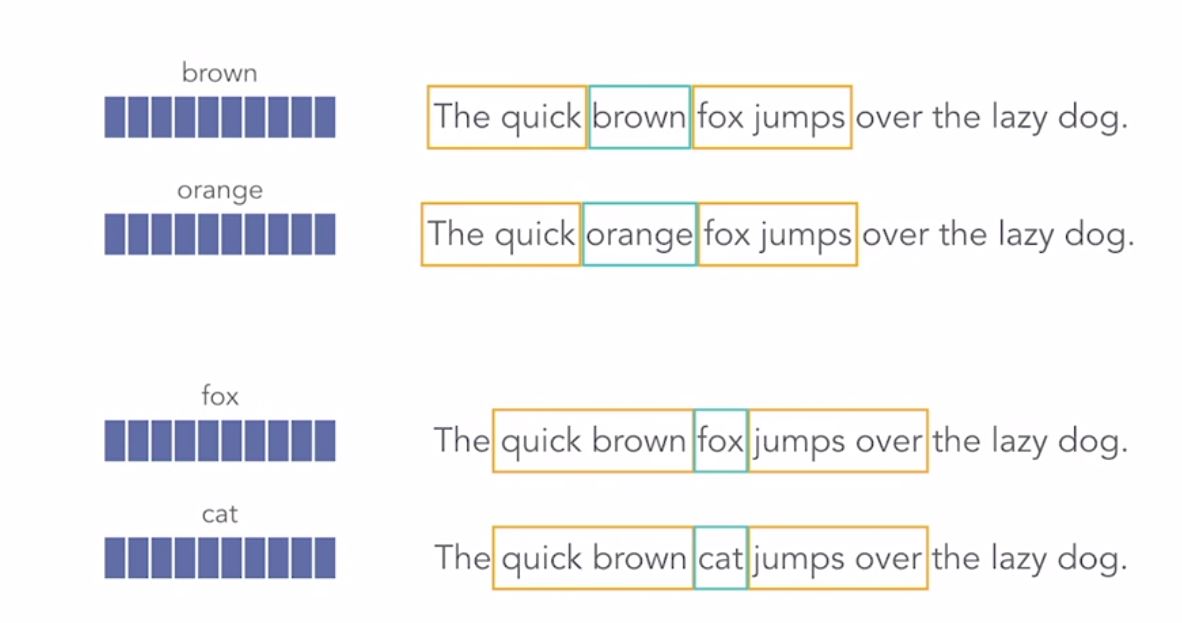 brown
The quick brown fox jumps over the lazy dog.
orange
The quick orange fox jumps over the lazy dog.
fox
The quick brown fox jumps over the lazy dog.
cat
The quick brown cat jumps over the lazy dog.